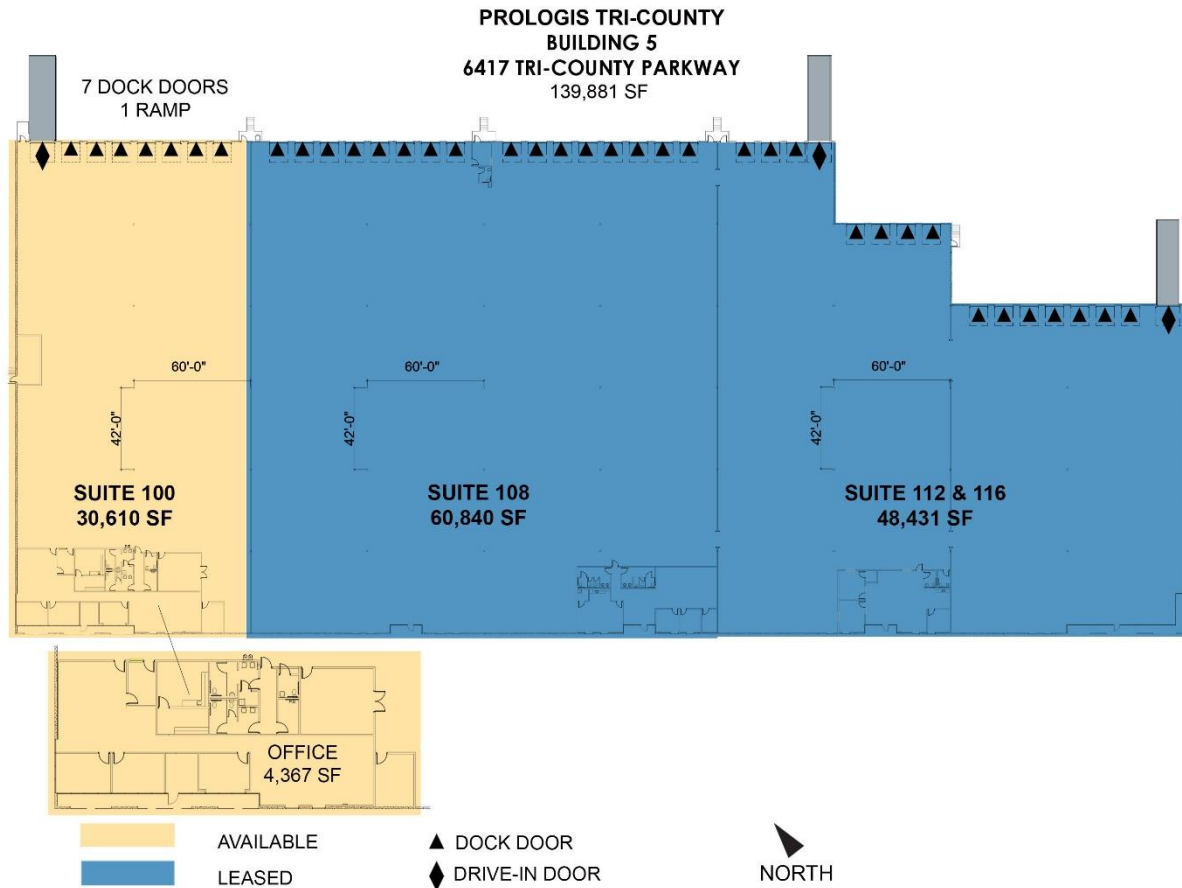 PROLOGIS TRI-COUNTY
BUILDING 5
6417 TRI-COUNTY PARKWAY
139,881 SF
7 DOCK DOORS
1 RAMP
60'-0"
60'-0"
60'-0"
42'-0"
42'-0"
42'-0"
SUITE 100
30,610 SF
SUITE 108
60,840 SF
SUITE 112 & 116
48,431 SF
OFFICE
4,367 SF
AVAILABLE
DOCK DOOR
LEASED
DRIVE-IN DOOR
NORTH